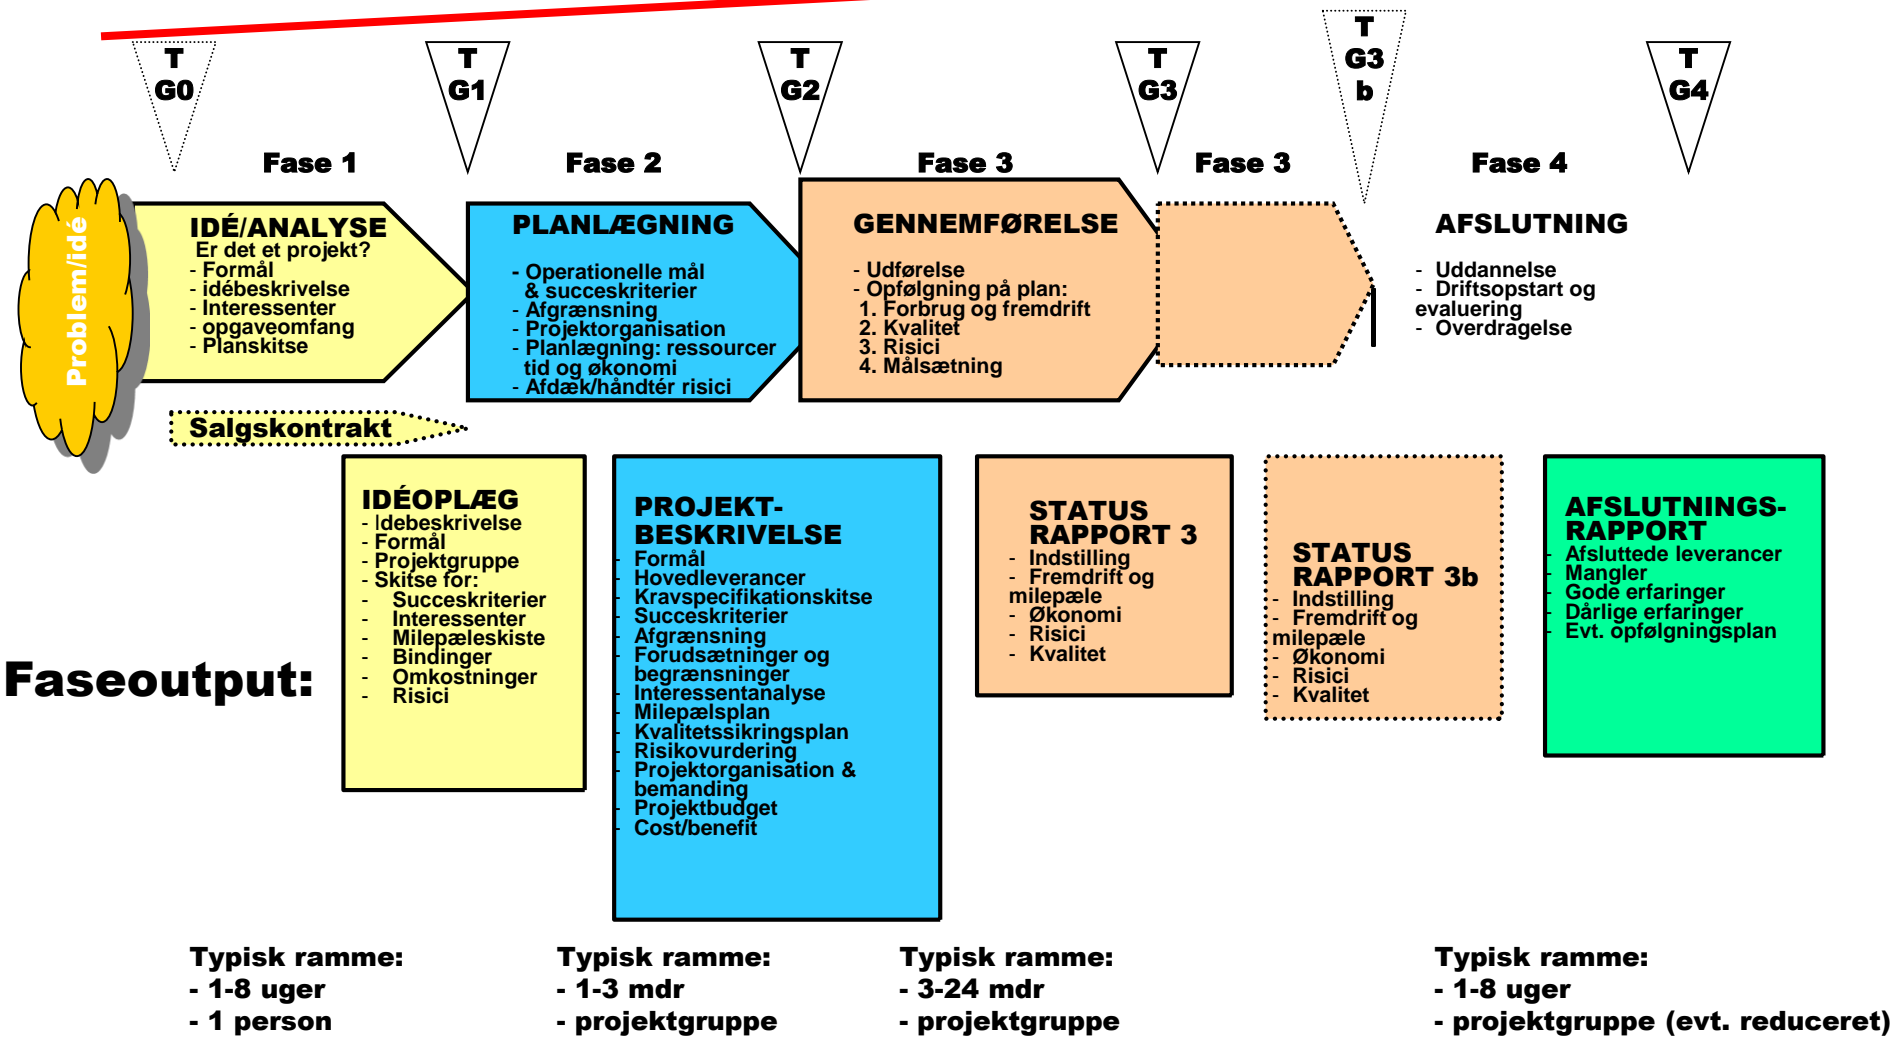 T
G0
T
G1
T
G2
T
G3
T
G3
b
T
G4
Fase 1
Fase 2
Fase 3
Fase 3
Fase 4
Problem/idé
IDÉ/ANALYSE
Er det et projekt?
- Formål
- idébeskrivelse
- Interessenter
- opgaveomfang
- Planskitse
PLANLÆGNING
- Operationelle mål
& succeskriterier
- Afgrænsning
- Projektorganisation
- Planlægning: ressourcer
tid og økonomi
- Afdæk/håndtér risici
GENNEMFØRELSE
- Udførelse
- Opfølgning på plan:
1. Forbrug og fremdrift
2. Kvalitet
3. Risici
4. Målsætning
AFSLUTNING
- Uddannelse
- Driftsopstart og
evaluering
- Overdragelse
Salgskontrakt
Faseoutput:
IDÉOPLÆG
- Idebeskrivelse
- Formål
- Projektgruppe
- Skitse for:
- Succeskriterier
- Interessenter
- Milepæleskiste
- Bindinger
- Omkostninger
- Risici
PROJEKT-
BESKRIVELSE
- Formål
- Hovedleverancer
- Kravspecifikationskitse
- Succeskriterier
- Afgrænsning
- Forudsætninger og
begrænsninger
- Interessentanalyse
- Milepælsplan
- Kvalitetssikringsplan
- Risikovurdering
- Projektorganisation &
bemanding
- Projektbudget
- Cost/benefit
STATUS
RAPPORT 3
- Indstilling
- Fremdrift og
milepæle
- Økonomi
- Risici
- Kvalitet
STATUS
RAPPORT 3b
- Indstilling
- Fremdrift og
milepæle
- Økonomi
- Risici
- Kvalitet
AFSLUTNINGS-
RAPPORT
- Afsluttede leverancer
- Mangler
- Gode erfaringer
- Dårlige erfaringer
- Evt. opfølgningsplan
Typisk ramme:
- 1-8 uger
- 1 person
Typisk ramme:
- 1-3 mdr
- projektgruppe
Typisk ramme:
- 3-24 mdr
- projektgruppe
Typisk ramme:
- 1-8 uger
- projektgruppe (evt. reduceret)